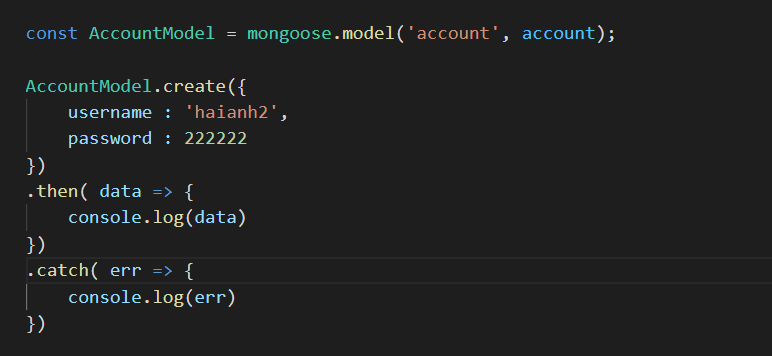 const AccountModel = mongoose.model('account', account);
AccountModel.create({
    username : 'haianh2',
    password : 222222
})
.then( data => {
    console.log(data)
})
.catch( err => {
    console.log(err)
})